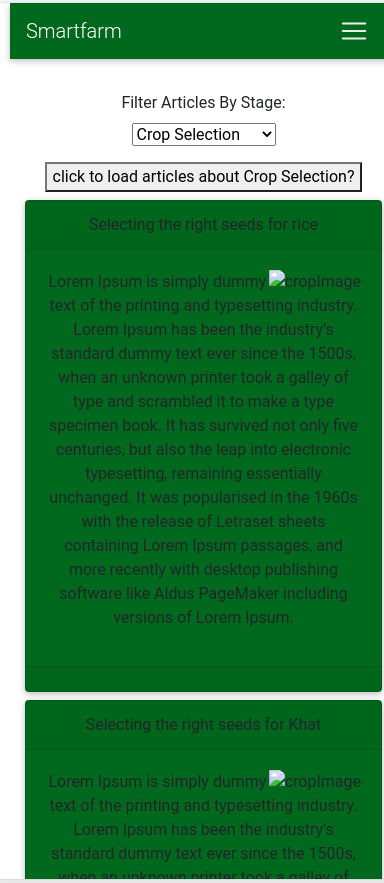 Smartfarm
Filter Articles By Stage:
Crop Selection
click to load articles about Crop Selection?
Selecting the right seeds for rice
Lorem Ipsum is simply dummy cropImage
text of the printing and typesetting industry.
Lorem Ipsum has been the industry's
standard dummy text ever since the 1500s,
when an unknown printer took a galley of
type and scrambled it to make a type
specimen book. It has survived not only five
centuries, but also the leap into electronic
typesetting, remaining essentially
unchanged. It was popularised in the 1960s
with the release of Letraset sheets
containing Lorem Ipsum passages, and
more recently with desktop publishing
software like Aldus PageMaker including
versions of Lorem Ipsum.
Selecting the right seeds for Khat
Lorem Ipsum is simply dummy cropImage
text of the printing and typesetting industry.
Lorem Ipsum has been the industry's
standard dummy text ever since the 1500s,
when an unknown printer took a galley of